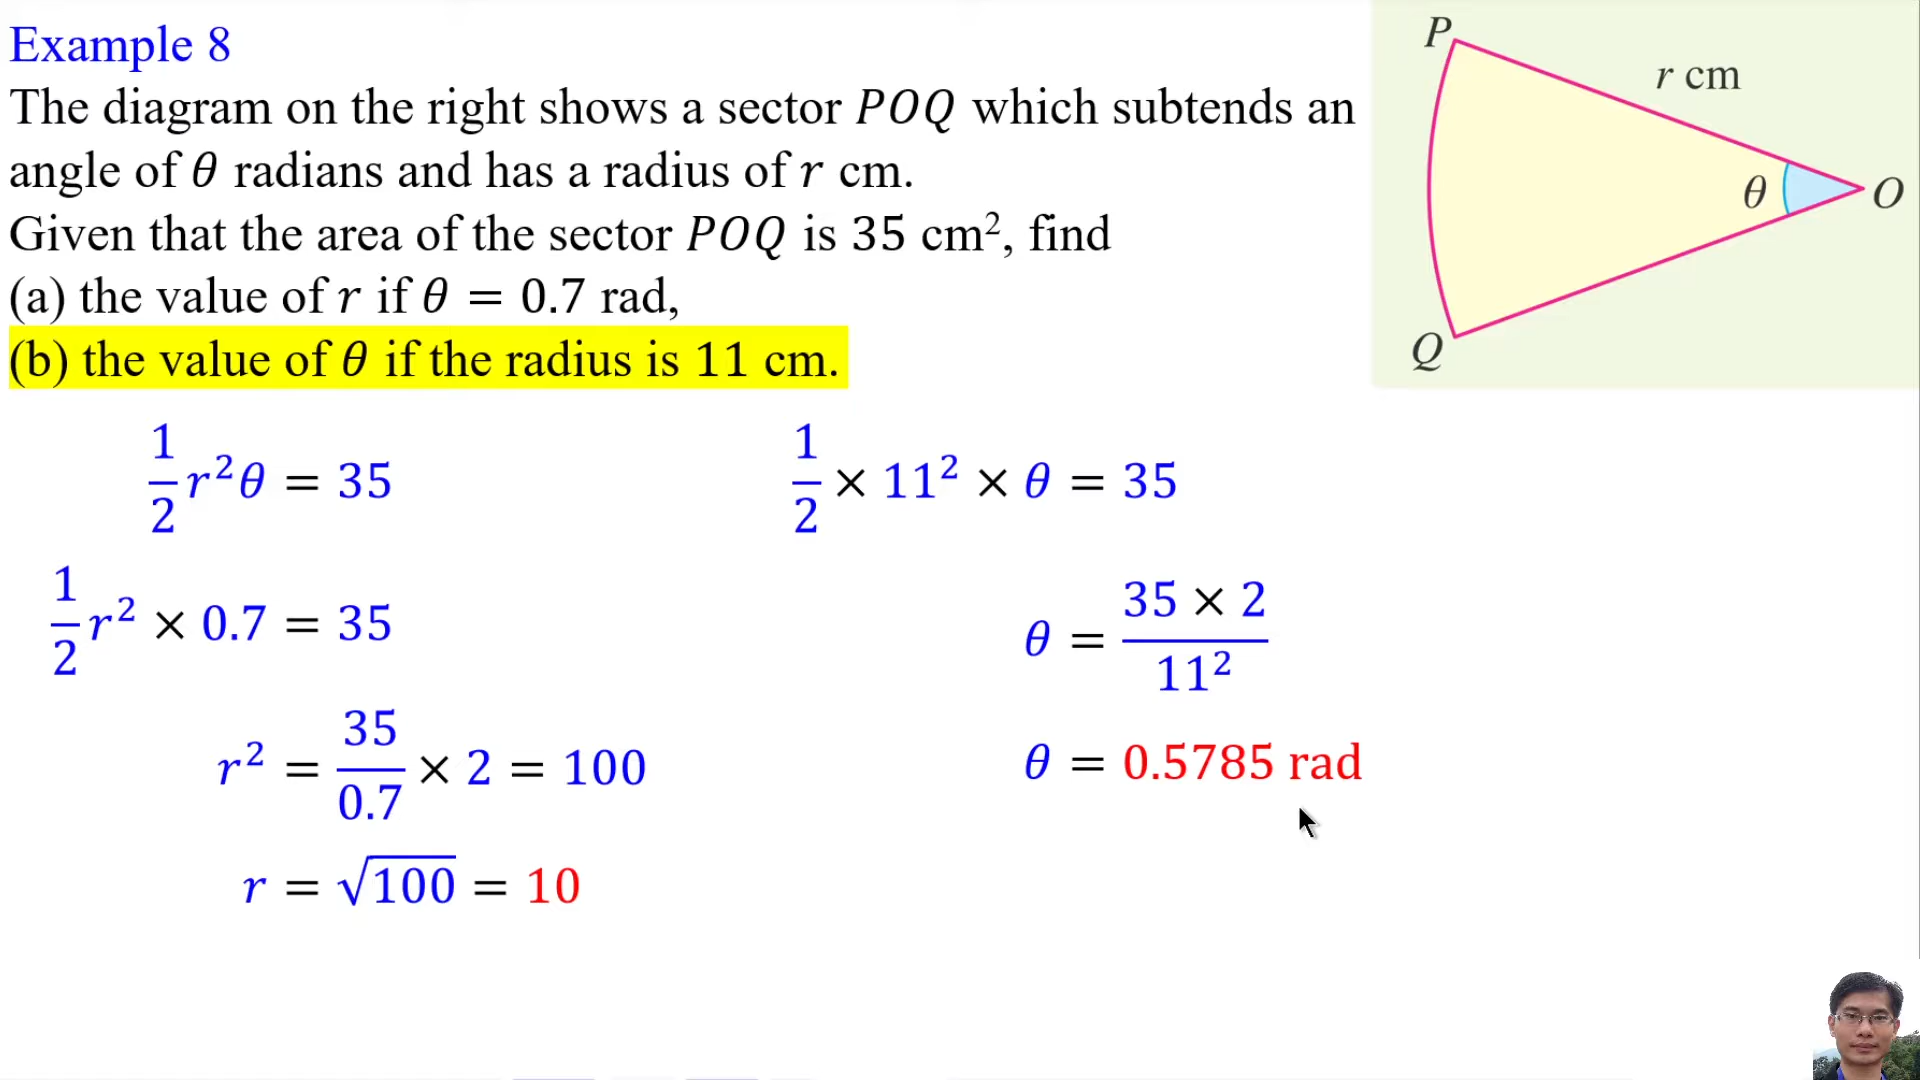 Example 8
The diagram on the right shows a sector POQ which subtends an
angle of θ radians and has a radius of r cm.
Given that the area of the sector POQ is 35 cm², find
(a) the value of r if θ = 0.7 rad,
(b) the value of θ if the radius is 11 cm.
P
r cm
θ
O
Q
1/2 r²θ = 35
1/2 r² × 0.7 = 35
r² = 35/0.7 × 2 = 100
r = √100 = 10
1/2 × 11² × θ = 35
θ = (35 × 2)/11²
θ = 0.5785 rad